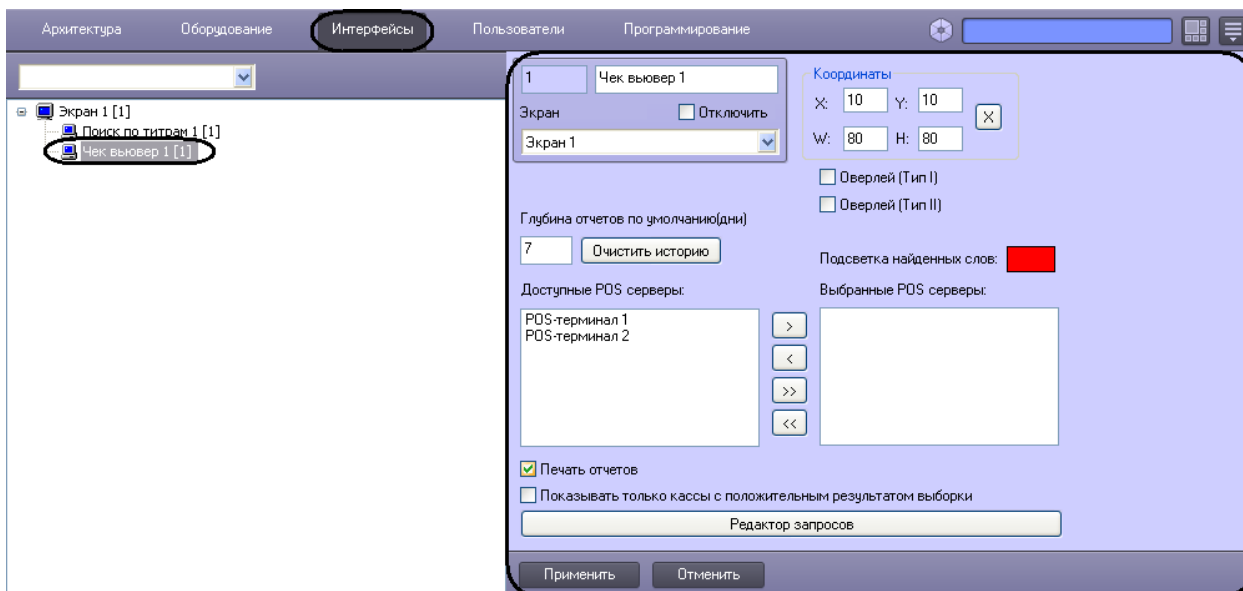 Архитектура Оборудование Интерфейсы Пользователи Программирование
Экран 1 [1]
Поиск по титрам 1 [1]
Чек вьювер 1 [1]
1 Чек вьювер 1
Экран Отключить
Экран 1
Координаты
X: 10 Y: 10 X
W: 80 H: 80
Оверлей (Тип I)
Оверлей (Тип II)
Глубина отчетов по умолчанию(дни)
7 Очистить историю
Подсветка найденных слов:
Доступные POS серверы: Выбранные POS серверы:
POS-терминал 1
POS-терминал 2
>
<
>>
<<
Печать отчетов
Показывать только кассы с положительным результатом выборки
Редактор запросов
Применить Отменить